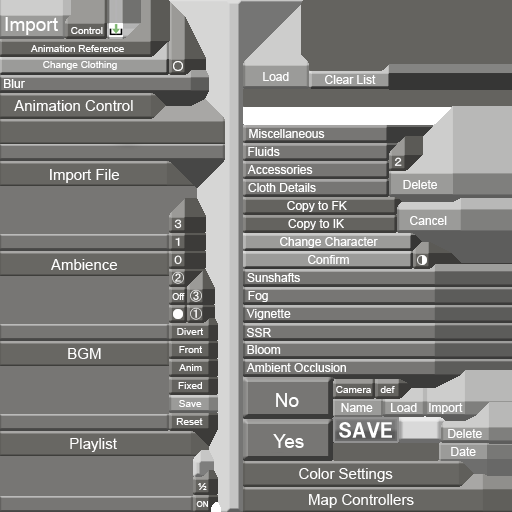 Import
Control
Animation Reference
Change Clothing
Blur
Animation Control
Import File
3
1
Ambience
0
②
Off
③
①
Divert
BGM
Front
Anim
Fixed
Save
Reset
Playlist
½
ON
Load
Clear List
Miscellaneous
Fluids
2
Accessories
Cloth Details
Delete
Copy to FK
Copy to IK
Cancel
Change Character
Confirm
Sunshafts
Fog
Vignette
SSR
Bloom
Ambient Occlusion
No
Camera
def
Name
Load
Import
Yes
SAVE
Delete
Date
Color Settings
Map Controllers